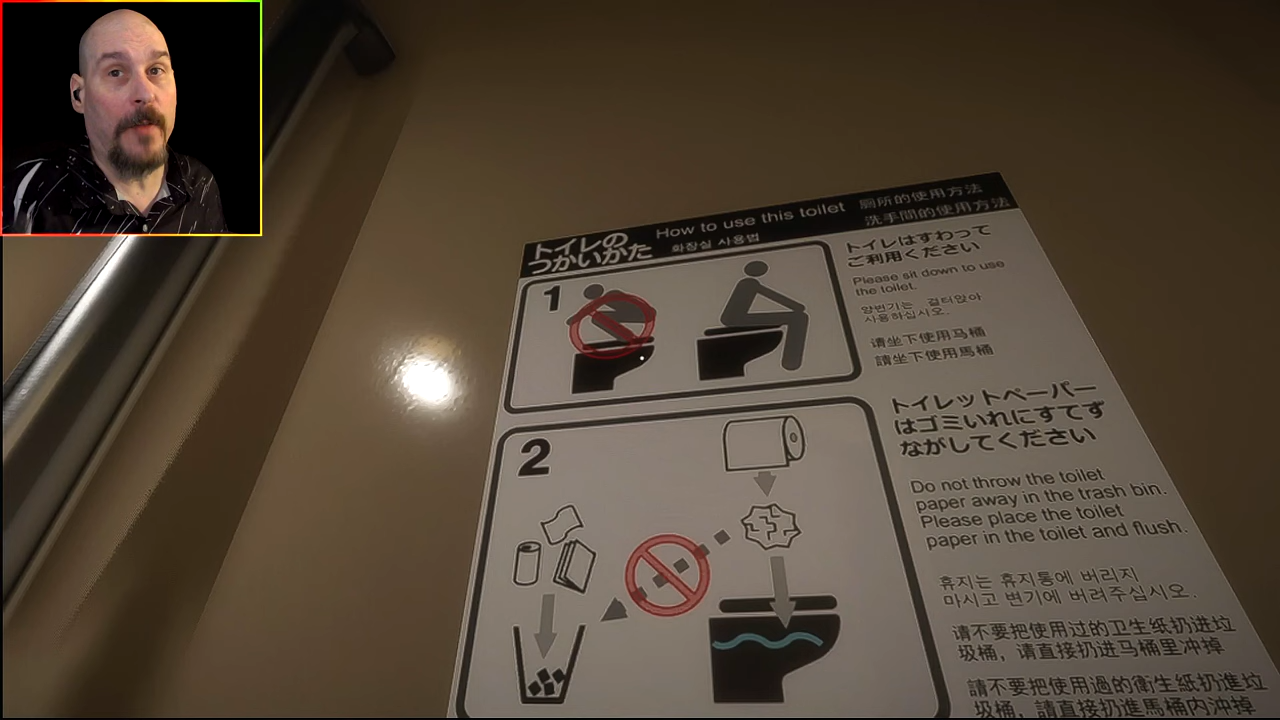 トイレの
つかいかた
How to use this toilet
화장실 사용법
厕所的使用方法
洗手間的使用方法
1
トイレはすわって
ご利用ください
Please sit down to use
the toilet.
양변기는 걸터앉아
사용하십시오.
请坐下使用马桶
請坐下使用馬桶
2
トイレットペーパー
はゴミいれにすてず
ながしてください
Do not throw the toilet
paper away in the trash bin.
Please place the toilet
paper in the toilet and flush.
휴지는 휴지통에 버리지
마시고 변기에 버려주십시오.
请不要把使用过的卫生纸扔进垃
圾桶，请直接扔进马桶里冲掉
請不要把使用過的衛生紙扔進垃
圾桶，請直接扔進馬桶内沖掉